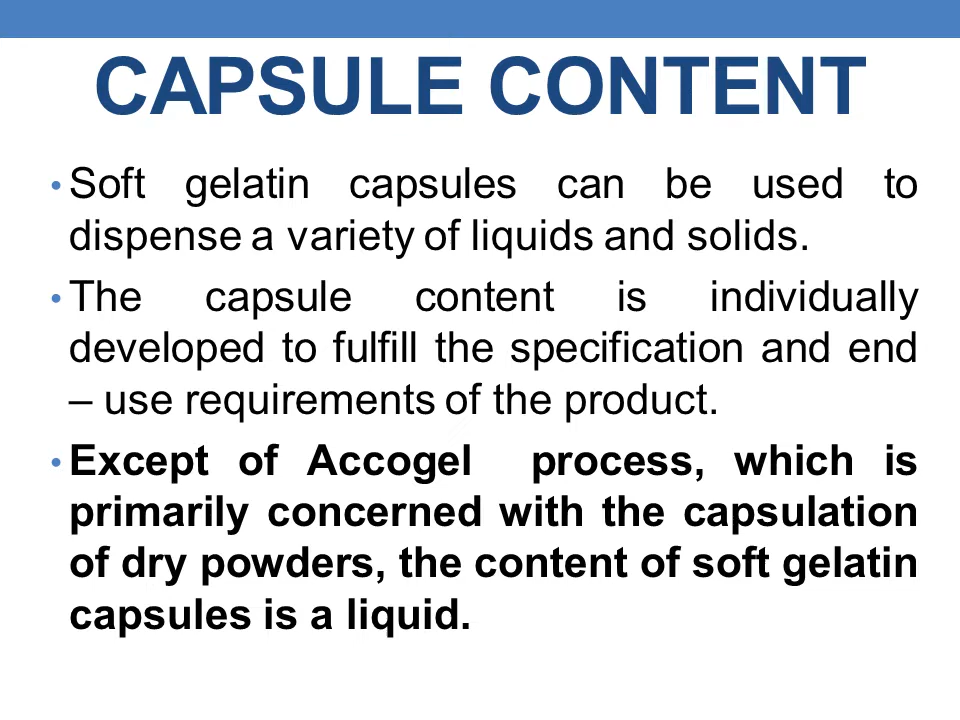 CAPSULE CONTENT
• Soft gelatin capsules can be used to
dispense a variety of liquids and solids.
• The capsule content is individually
developed to fulfill the specification and end
– use requirements of the product.
• Except of Accogel process, which is
primarily concerned with the capsulation
of dry powders, the content of soft gelatin
capsules is a liquid.